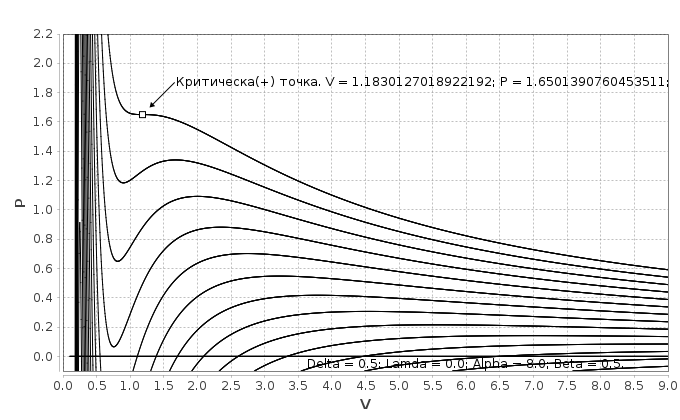 2.2
2.0
1.8
Критическа(+) точка. V = 1.1830127018922192; P = 1.6501390760453511;
1.6
1.4
1.2
P
1.0
0.8
0.6
0.4
0.2
0.0
Delta = 0.5; Lamda = 0.0; Alpha = 8.0; Beta = 0.5.
0.0 0.5 1.0 1.5 2.0 2.5 3.0 3.5 4.0 4.5 5.0 5.5 6.0 6.5 7.0 7.5 8.0 8.5 9.0
V